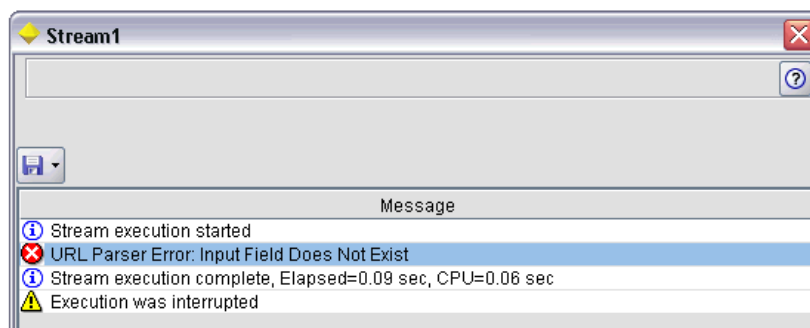 Stream1
Message
Stream execution started
URL Parser Error: Input Field Does Not Exist
Stream execution complete, Elapsed=0.09 sec, CPU=0.06 sec
Execution was interrupted